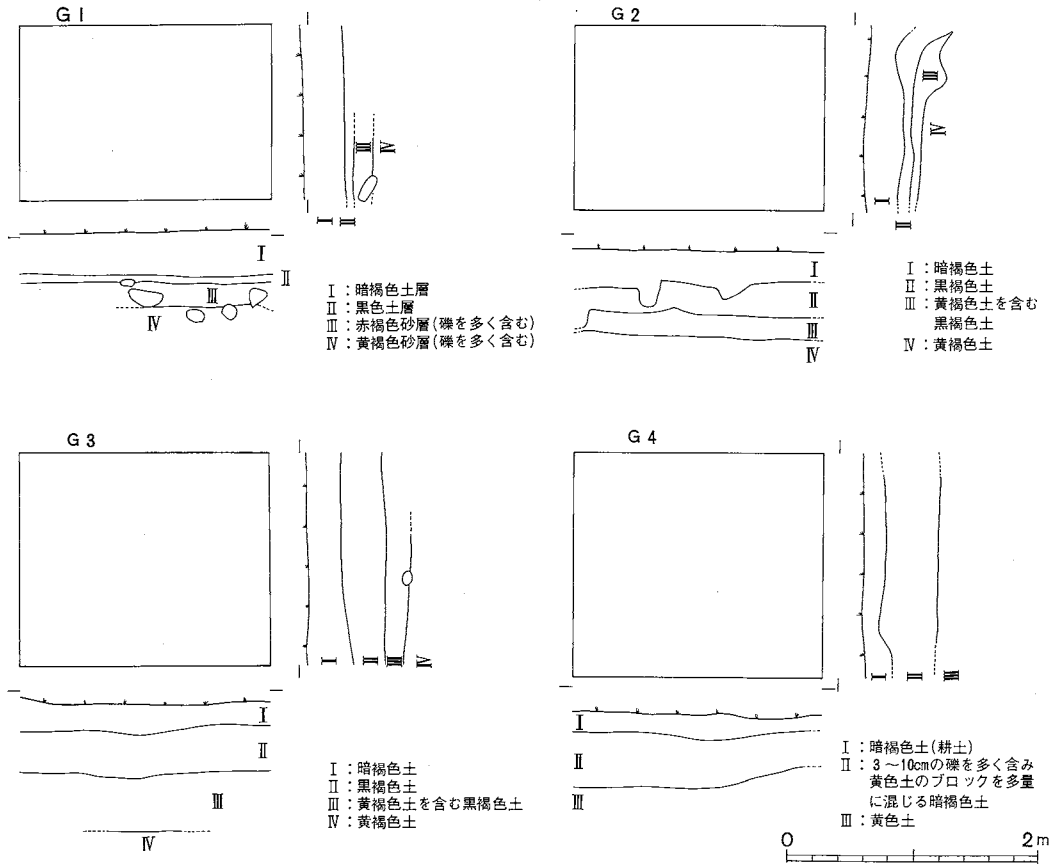 G1
Ⅲ
Ⅳ
Ⅰ
Ⅱ
Ⅰ
Ⅱ
Ⅲ
Ⅳ
Ⅰ：暗褐色土層
Ⅱ：黒色土層
Ⅲ：赤褐色砂層(礫を多く含む)
Ⅳ：黄褐色砂層(礫を多く含む)
G2
Ⅲ
Ⅳ
Ⅰ
Ⅱ
Ⅰ
Ⅱ
Ⅲ
Ⅳ
Ⅰ：暗褐色土
Ⅱ：黒褐色土
Ⅲ：黄褐色土を含む
黒褐色土
Ⅳ：黄褐色土
G3
Ⅰ
Ⅱ
Ⅲ
Ⅳ
Ⅰ
Ⅱ
Ⅲ
Ⅳ
Ⅰ：暗褐色土
Ⅱ：黒褐色土
Ⅲ：黄褐色土を含む黒褐色土
Ⅳ：黄褐色土
G4
Ⅰ
Ⅱ
Ⅲ
Ⅰ
Ⅱ
Ⅲ
Ⅰ：暗褐色土(耕土)
Ⅱ：3～10cmの礫を多く含み
黄色土のブロックを多量
に混じる暗褐色土
Ⅲ：黄色土
0
2m